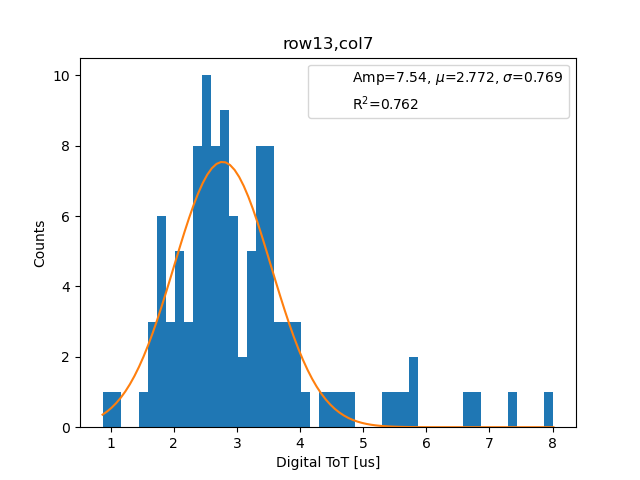 row13,col7
Amp=7.54, μ=2.772, σ=0.769
R²=0.762
Counts
10
8
6
4
2
0
1 2 3 4 5 6 7 8
Digital ToT [us]